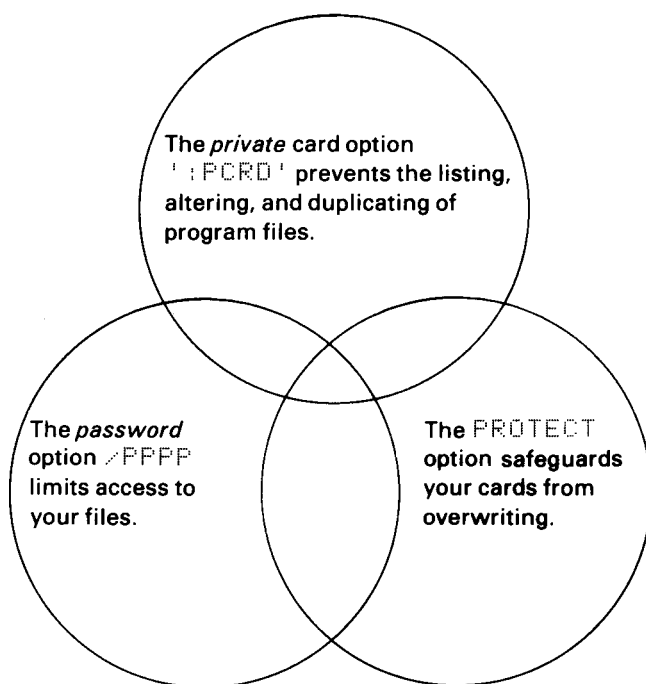 The private card option
':PCRD' prevents the listing,
altering, and duplicating of
program files.
The password
option /PPPP
limits access to
your files.
The PROTECT
option safeguards
your cards from
overwriting.